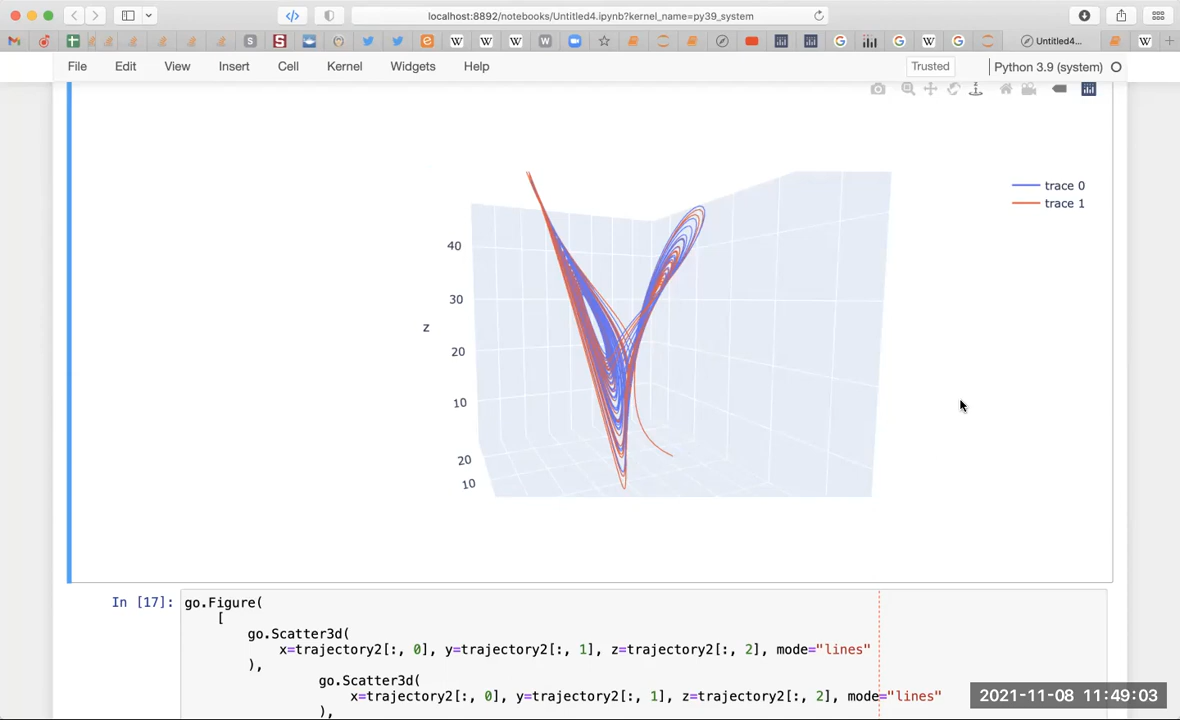 localhost:8892/notebooks/Untitled4.ipynb?kernel_name=py39_system
Untitled4...
File Edit View Insert Cell Kernel Widgets Help
Trusted
Python 3.9 (system)
trace 0
trace 1
40
30
z
20
10
20
10
In [17]:
go.Figure(
[
go.Scatter3d(
x=trajectory2[:, 0], y=trajectory2[:, 1], z=trajectory2[:, 2], mode="lines"
),
go.Scatter3d(
x=trajectory2[:, 0], y=trajectory2[:, 1], z=trajectory2[:, 2], mode="lines"
),
2021-11-08 11:49:03